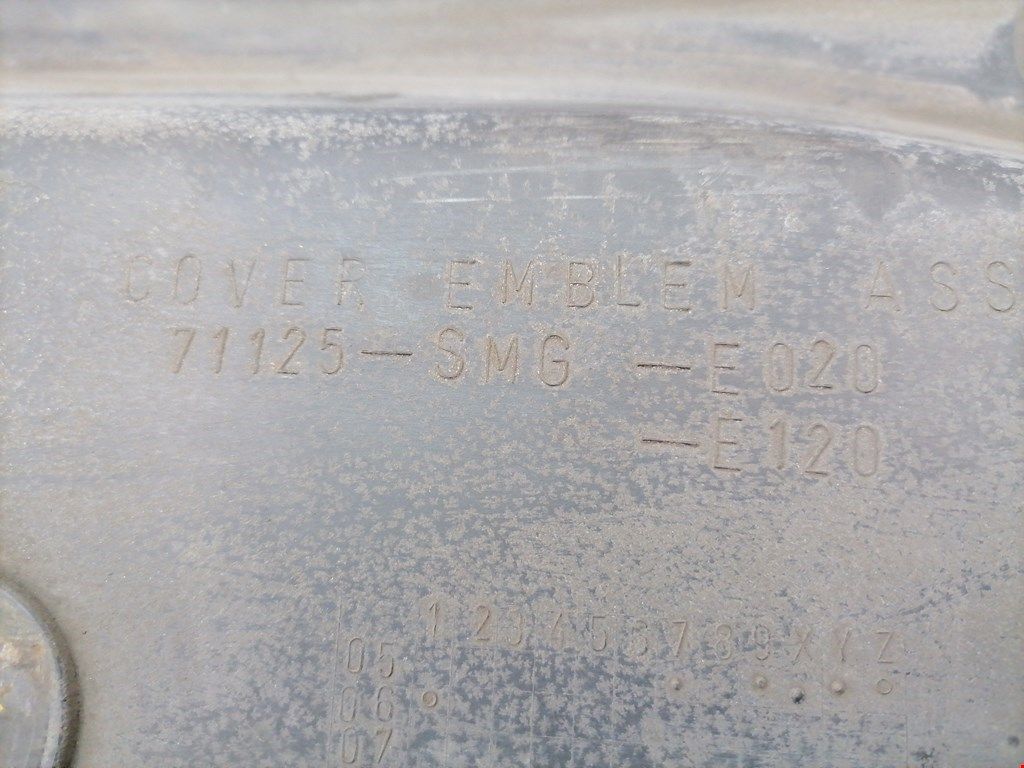 COVER EMBLEM ASS
71125-SMG-E020
-E120
1 2 3 4 5 6 7 8 9 X Y Z
05
06
07